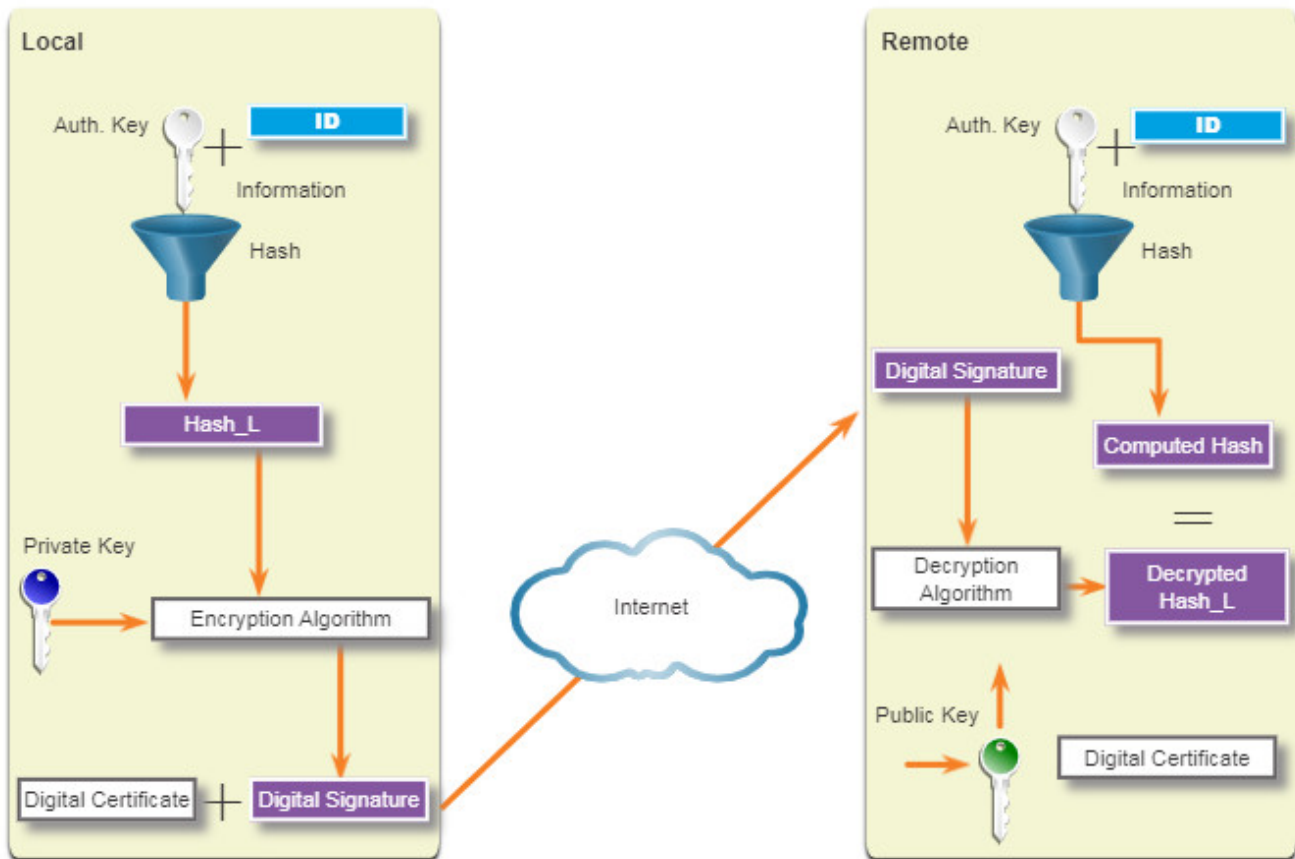 Local
Auth. Key
ID
Information
Hash
Hash_L
Private Key
Encryption Algorithm
Digital Certificate
Digital Signature
Internet
Remote
Auth. Key
ID
Information
Hash
Digital Signature
Computed Hash
Decryption
Algorithm
Decrypted
Hash_L
Public Key
Digital Certificate